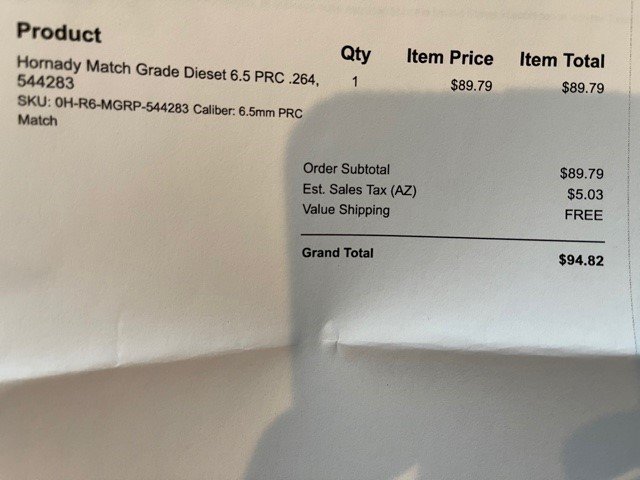 Product
Qty Item Price Item Total
Hornady Match Grade Dieset 6.5 PRC .264, 1 $89.79 $89.79
544283
SKU: 0H-R6-MGRP-544283 Caliber: 6.5mm PRC
Match
Order Subtotal $89.79
Est. Sales Tax (AZ) $5.03
Value Shipping FREE
Grand Total $94.82